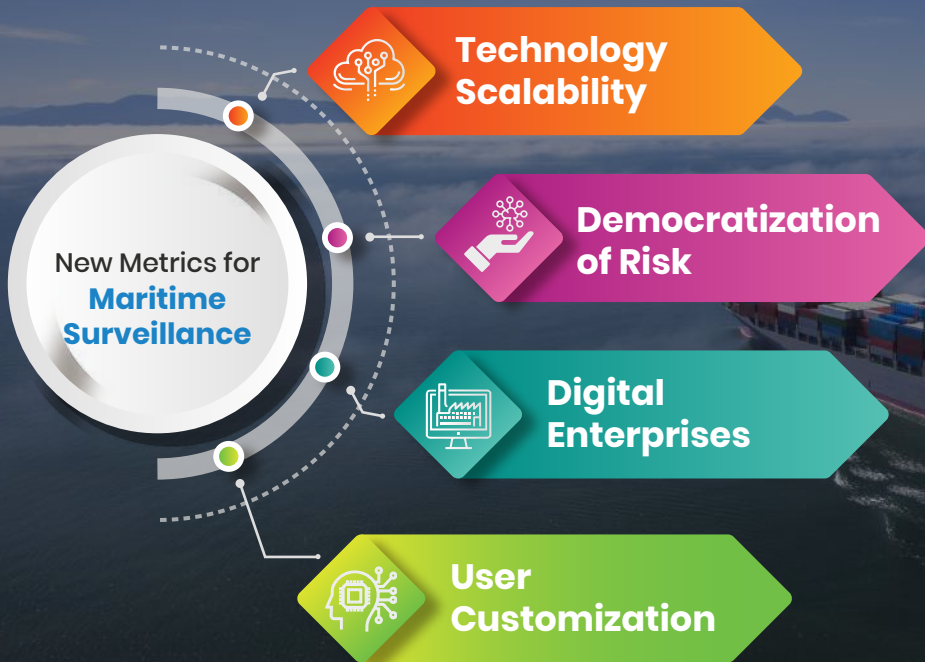 New Metrics for
Maritime
Surveillance
Technology
Scalability
Democratization
of Risk
Digital
Enterprises
User
Customization